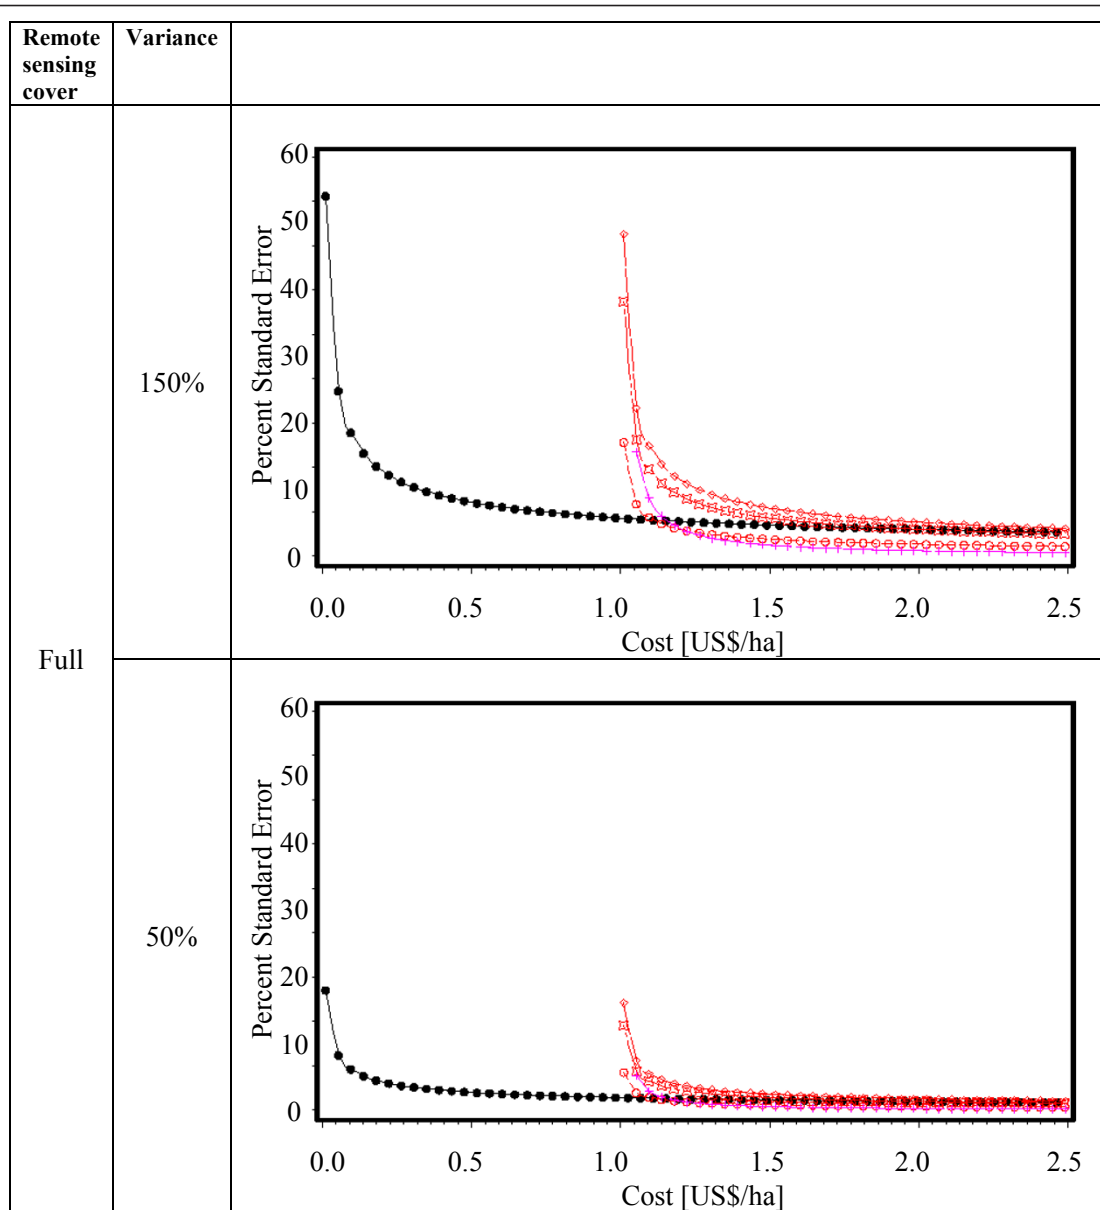 Remote
sensing
cover
Variance
Full
150%
Percent Standard Error
60
50
40
30
20
10
0
0.0 0.5 1.0 1.5 2.0 2.5
Cost [US$/ha]
50%
Percent Standard Error
60
50
40
30
20
10
0
0.0 0.5 1.0 1.5 2.0 2.5
Cost [US$/ha]